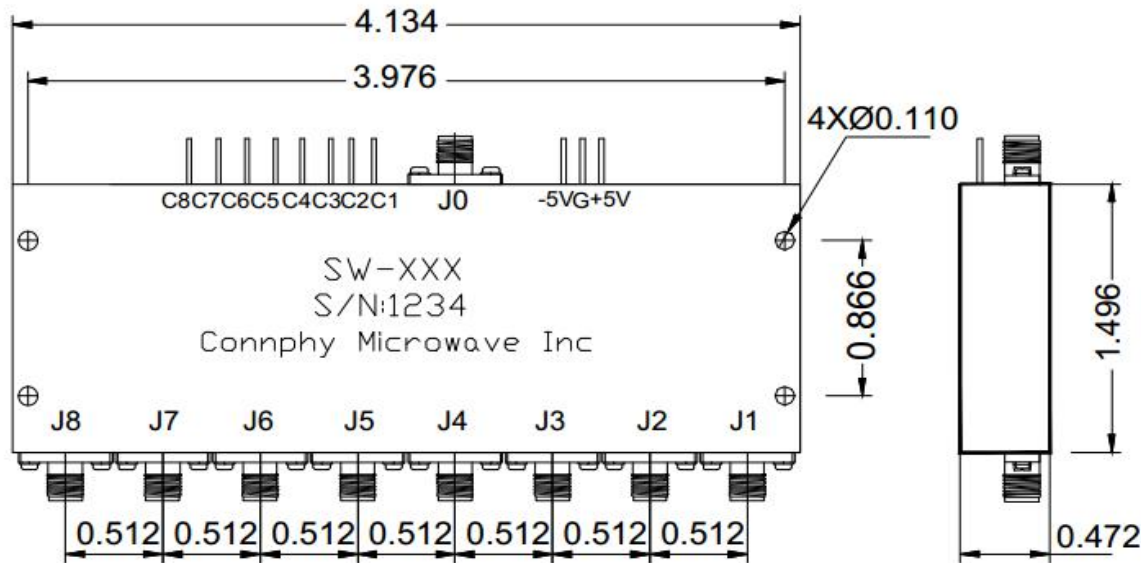 4.134
3.976
4XØ0.110
C8C7C6C5C4C3C2C1
J0
-5VG+5V
SW-XXX
S/N:1234
Connphy Microwave Inc
0.866
1.496
J8 J7 J6 J5 J4 J3 J2 J1
0.512 0.512 0.512 0.512 0.512 0.512 0.512
0.472